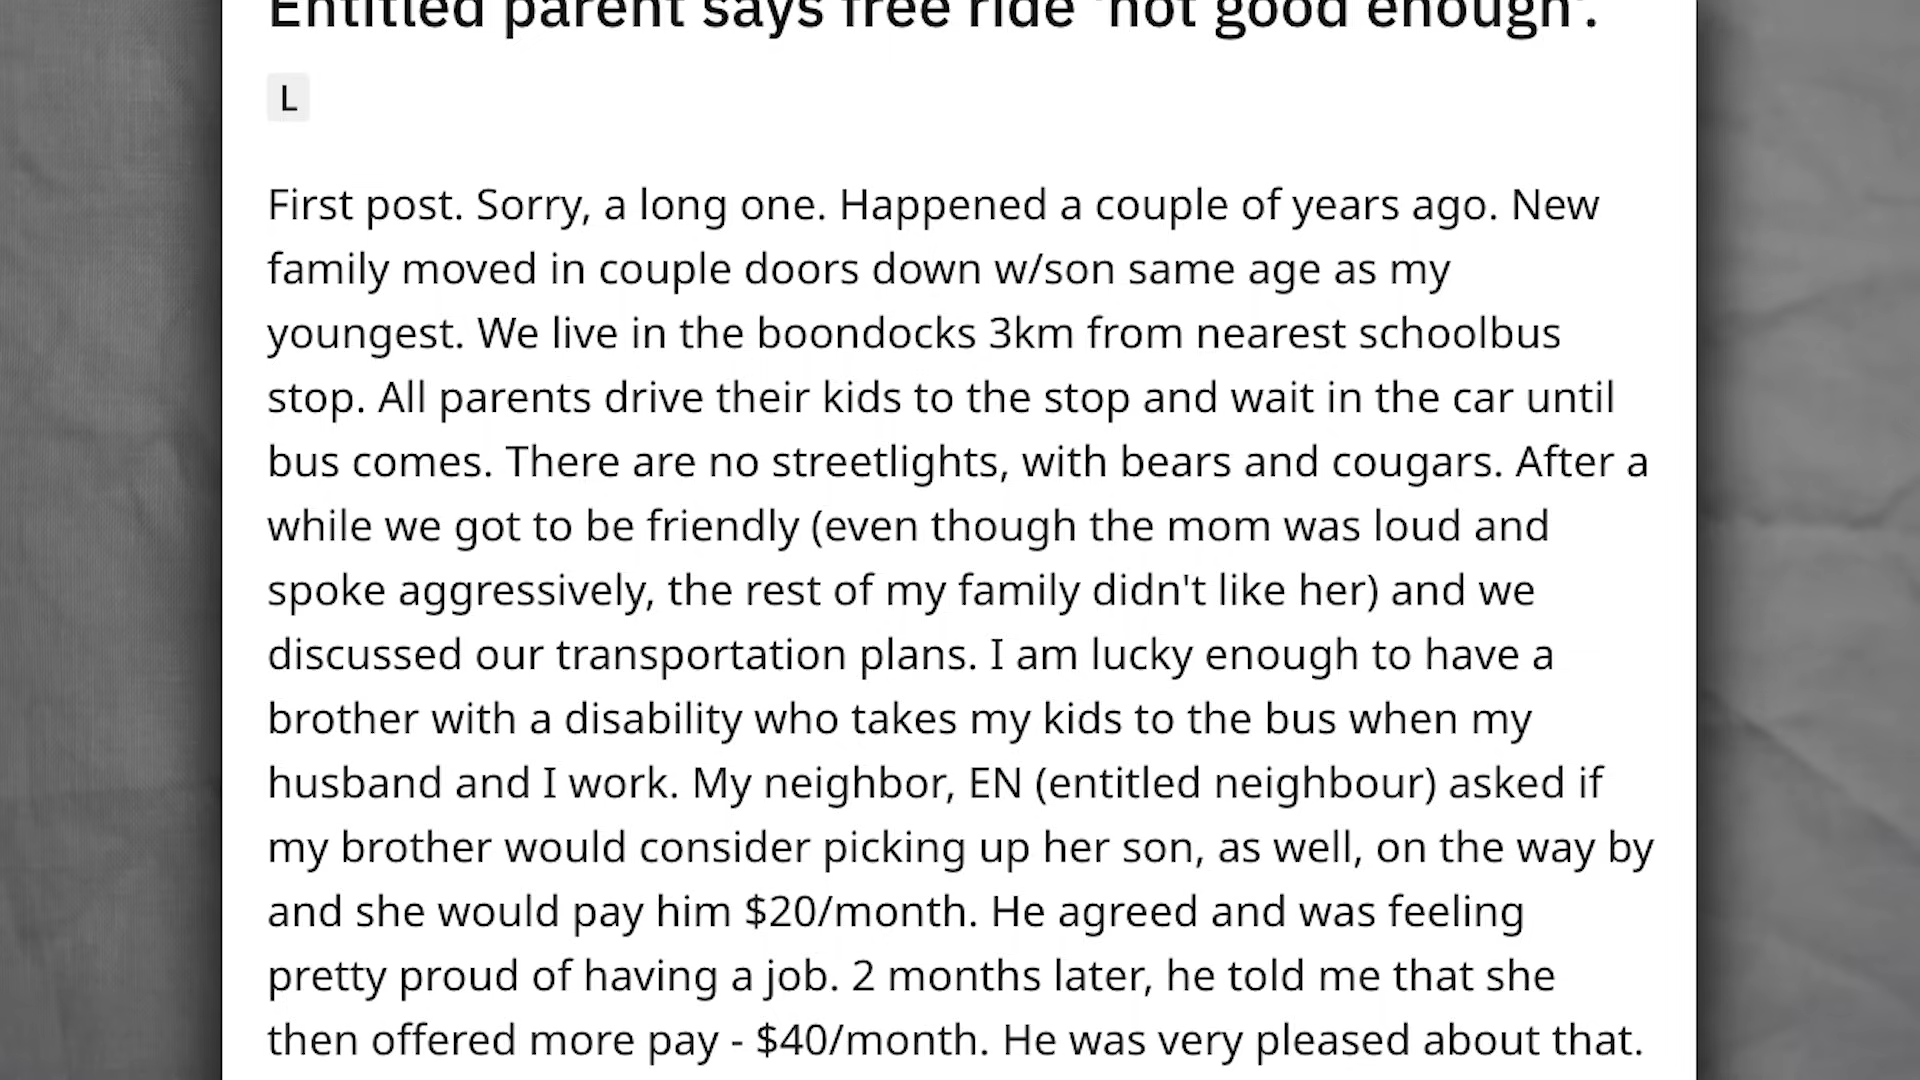 Entitled parent says free ride 'not good enough'.
L
First post. Sorry, a long one. Happened a couple of years ago. New
family moved in couple doors down w/son same age as my
youngest. We live in the boondocks 3km from nearest schoolbus
stop. All parents drive their kids to the stop and wait in the car until
bus comes. There are no streetlights, with bears and cougars. After a
while we got to be friendly (even though the mom was loud and
spoke aggressively, the rest of my family didn't like her) and we
discussed our transportation plans. I am lucky enough to have a
brother with a disability who takes my kids to the bus when my
husband and I work. My neighbor, EN (entitled neighbour) asked if
my brother would consider picking up her son, as well, on the way by
and she would pay him $20/month. He agreed and was feeling
pretty proud of having a job. 2 months later, he told me that she
then offered more pay - $40/month. He was very pleased about that.